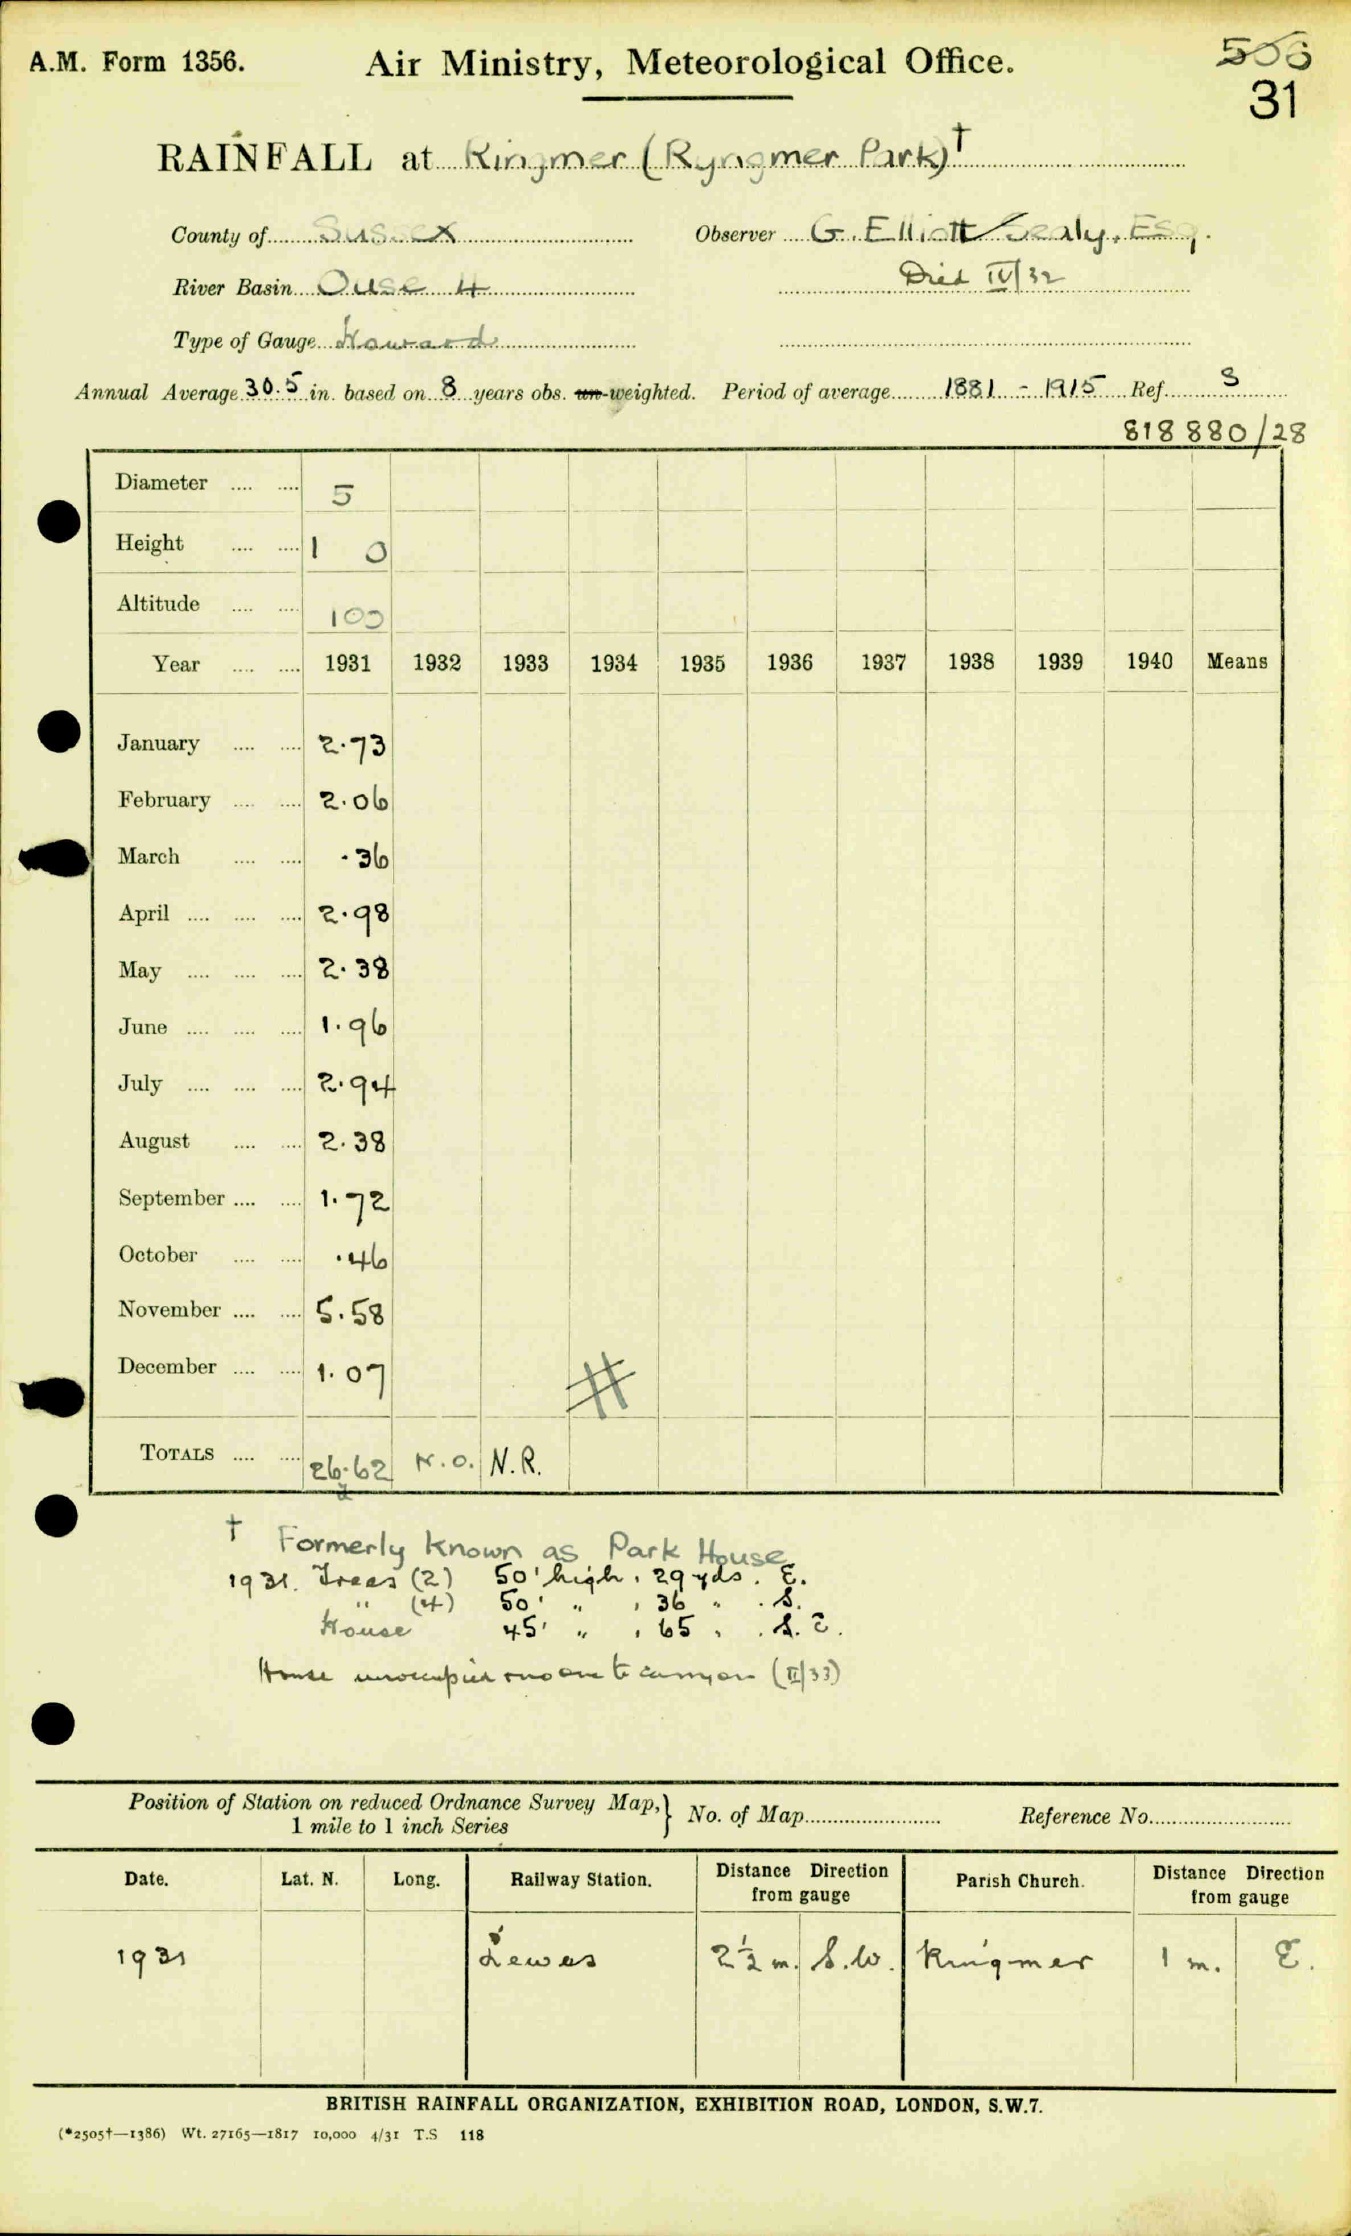 A.M. Form 1356. Air Ministry, Meteorological Office. 506
31
RAINFALL at Ringmer (Ryngmer Park)†
County of Sussex Observer G. Elliott Sealy, Esq.
River Basin Ouse 4 Died IV/32
Type of Gauge Howard
Annual Average 30.5 in. based on 8 years obs. un-weighted. Period of average 1881 - 1915 Ref. S
818 880/28
Diameter .... .... 5
Height .... .... 1 0
Altitude .... .... 100
Year .... .... 1931 1932 1933 1934 1935 1936 1937 1938 1939 1940 Means
January .... .... 2.73
February .... .... 2.06
March .... .... .36
April .... .... .... 2.98
May .... .... .... 2.38
June .... .... .... 1.96
July .... .... .... 2.94
August .... .... 2.38
September .... .... 1.72
October .... .... .46
November .... .... 5.58
December .... .... 1.07
TOTALS .... .... 26.62 N.O. N.R.
† Formerly known as Park House
1931. Trees (2) 50' high, 29 yds. E.
" (4) 50' " , 36 " . S.
House 45' " , 65 " . S.E.
House unoccupied & no one to carry on (II/33)
Position of Station on reduced Ordnance Survey Map, } No. of Map Reference No.
1 mile to 1 inch Series
Date. Lat. N. Long. Railway Station. Distance Direction from gauge Parish Church. Distance Direction from gauge
1931 Lewes 2½ m. S.W. Ringmer 1 m. E.
BRITISH RAINFALL ORGANIZATION, EXHIBITION ROAD, LONDON, S.W.7.
(*2505†—1386) Wt. 27165—1817 10,000 4/31 T.S 118